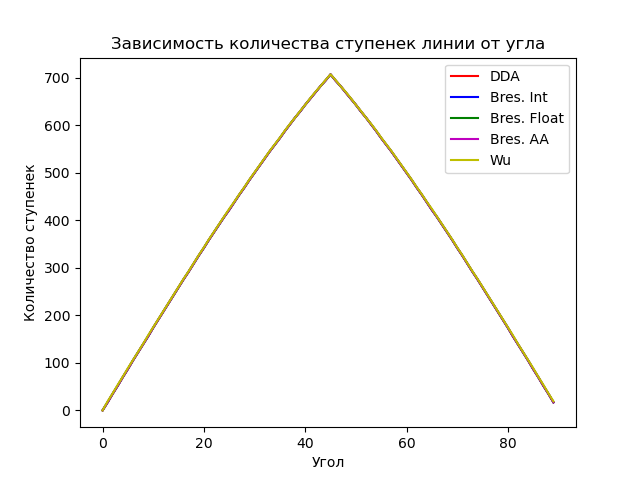 Зависимость количества ступенек линии от угла
DDA
Bres. Int
Bres. Float
Bres. AA
Wu
Количество ступенек
700
600
500
400
300
200
100
0
0 20 40 60 80
Угол